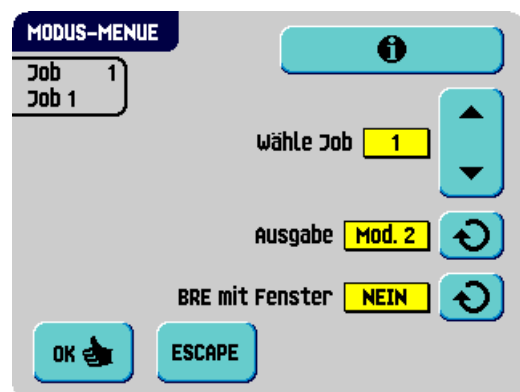 MODUS-MENUE
Job 1
Job 1
Wähle Job 1
Ausgabe Mod. 2
BRE mit Fenster NEIN
OK ESCAPE